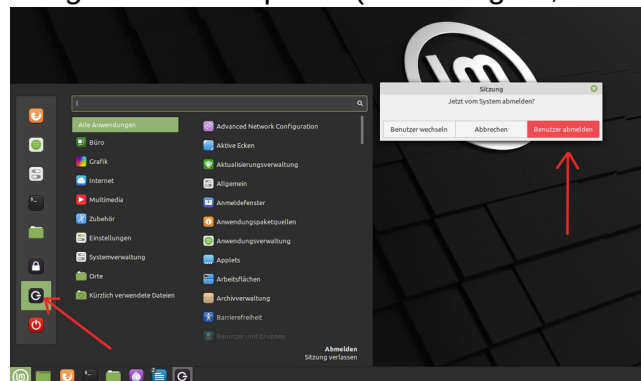 Sitzung
Jetzt vom System abmelden?
Benutzer wechseln
Abbrechen
Benutzer abmelden
Alle Anwendungen
Büro
Grafik
Internet
Multimedia
Zubehör
Einstellungen
Systemverwaltung
Orte
Kürzlich verwendete Dateien
Advanced Network Configuration
Aktive Ecken
Aktualisierungsverwaltung
Allgemein
Anmeldefenster
Anwendungspaketquellen
Anwendungsverwaltung
Applets
Arbeitsflächen
Archivverwaltung
Barrierefreiheit
Benutzer und Gruppen
Abmelden
Sitzung verlassen